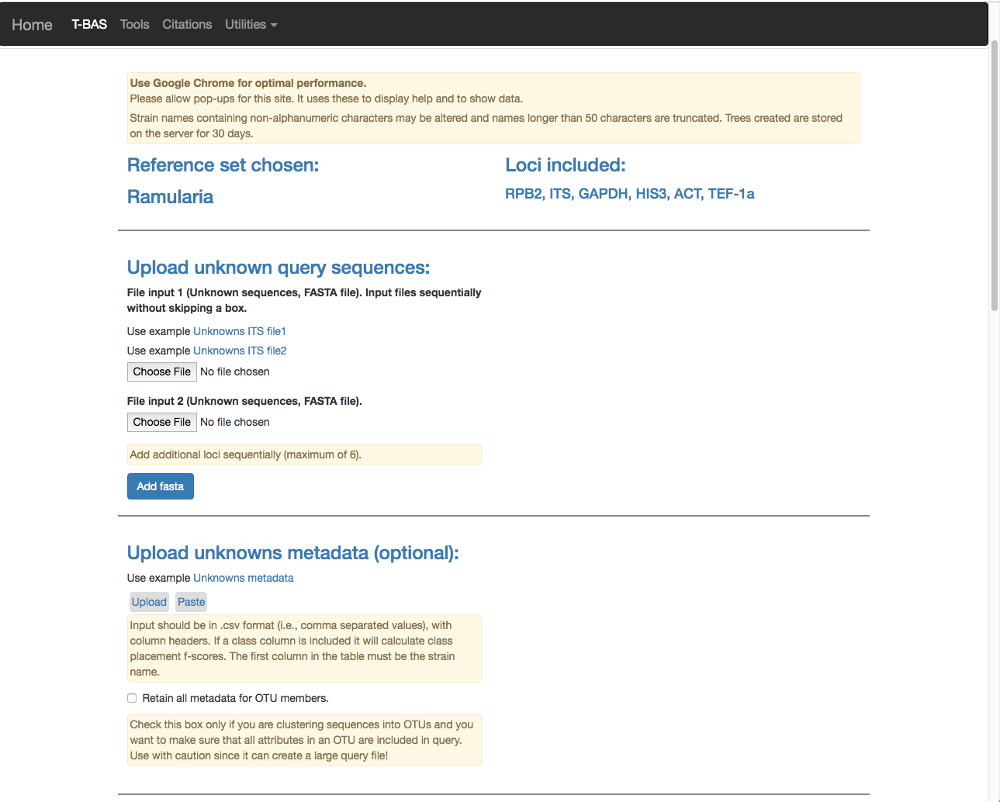 Home T-BAS Tools Citations Utilities
Use Google Chrome for optimal performance.
Please allow pop-ups for this site. It uses these to display help and to show data.
Strain names containing non-alphanumeric characters may be altered and names longer than 50 characters are truncated. Trees created are stored
on the server for 30 days.
Reference set chosen:
Ramularia
Loci included:
RPB2, ITS, GAPDH, HIS3, ACT, TEF-1a
Upload unknown query sequences:
File input 1 (Unknown sequences, FASTA file). Input files sequentially
without skipping a box.
Use example Unknowns ITS file1
Use example Unknowns ITS file2
Choose File No file chosen
File input 2 (Unknown sequences, FASTA file).
Choose File No file chosen
Add additional loci sequentially (maximum of 6).
Add fasta
Upload unknowns metadata (optional):
Use example Unknowns metadata
Upload Paste
Input should be in .csv format (i.e., comma separated values), with
column headers. If a class column is included it will calculate class
placement f-scores. The first column in the table must be the strain
name.
Retain all metadata for OTU members.
Check this box only if you are clustering sequences into OTUs and you
want to make sure that all attributes in an OTU are included in query.
Use with caution since it can create a large query file!